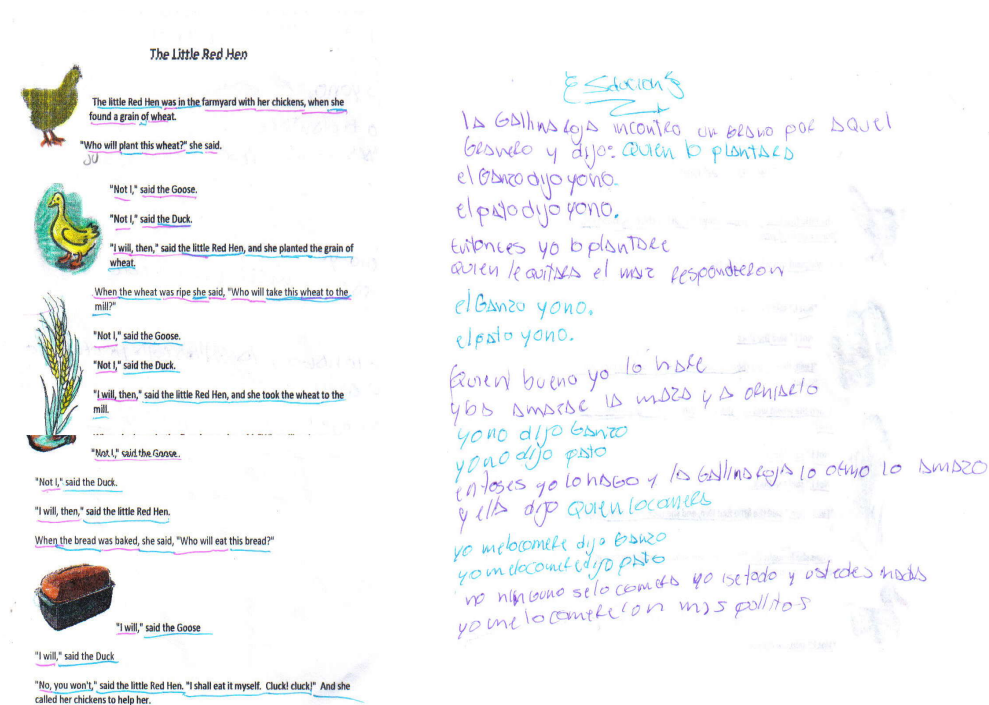 The Little Red Hen
The little Red Hen was in the farmyard with her chickens, when she
found a grain of wheat.
"Who will plant this wheat?" she said.
"Not I," said the Goose.
"Not I," said the Duck.
"I will, then," said the little Red Hen, and she planted the grain of
wheat.
When the wheat was ripe she said, "Who will take this wheat to the
mill?"
"Not I," said the Goose.
"Not I," said the Duck.
"I will, then," said the little Red Hen, and she took the wheat to the
mill.
"Not I," said the Goose.
"Not I," said the Duck.
"I will, then," said the little Red Hen.
When the bread was baked, she said, "Who will eat this bread?"
"I will," said the Goose
"I will," said the Duck
"No, you won't," said the little Red Hen. "I shall eat it myself. Cluck! cluck!" And she
called her chickens to help her.
Solucion
la Gallina roja incontro un grano por aquel
Granero y dijo: Quien lo plantara
el Ganzo dijo yo no.
el pato dijo yo no.
Entonces yo lo plantare
quien le quitara el maiz respondieron
el Ganzo yo no.
el pato yo no.
Quien bueno yo lo hare
y la masa y a
yo no dijo Ganzo
yo no dijo pato
entoses yo lo hago y la Gallina roja lo orno lo amazo
y ella dijo Quien lo comera
yo me lo comere dijo Ganzo
yo me lo comere dijo pato
no ninguno se lo comera yo ise todo y ustedes nada
yo me lo comere con mis pollitos